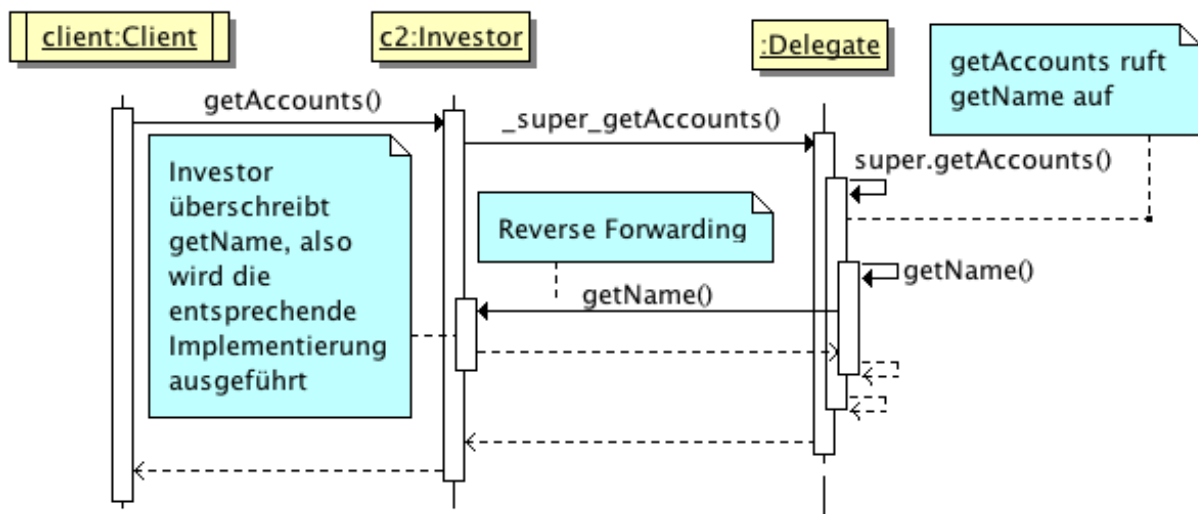 client:Client
c2:Investor
:Delegate
getAccounts ruft
getName auf
getAccounts()
_super_getAccounts()
super.getAccounts()
Investor
überschreibt
getName, also
wird die
entsprechende
Implementierung
ausgeführt
Reverse Forwarding
getName()
getName()